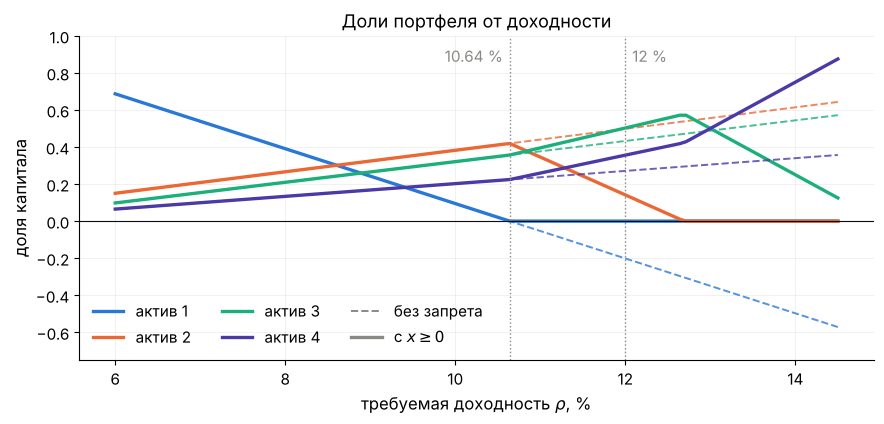 Доли портфеля от доходности
10.64 %
12 %
1.0
0.8
0.6
0.4
0.2
0.0
−0.2
−0.4
−0.6
доля капитала
актив 1
актив 2
актив 3
актив 4
без запрета
с x ≥ 0
6
8
10
12
14
требуемая доходность ρ, %